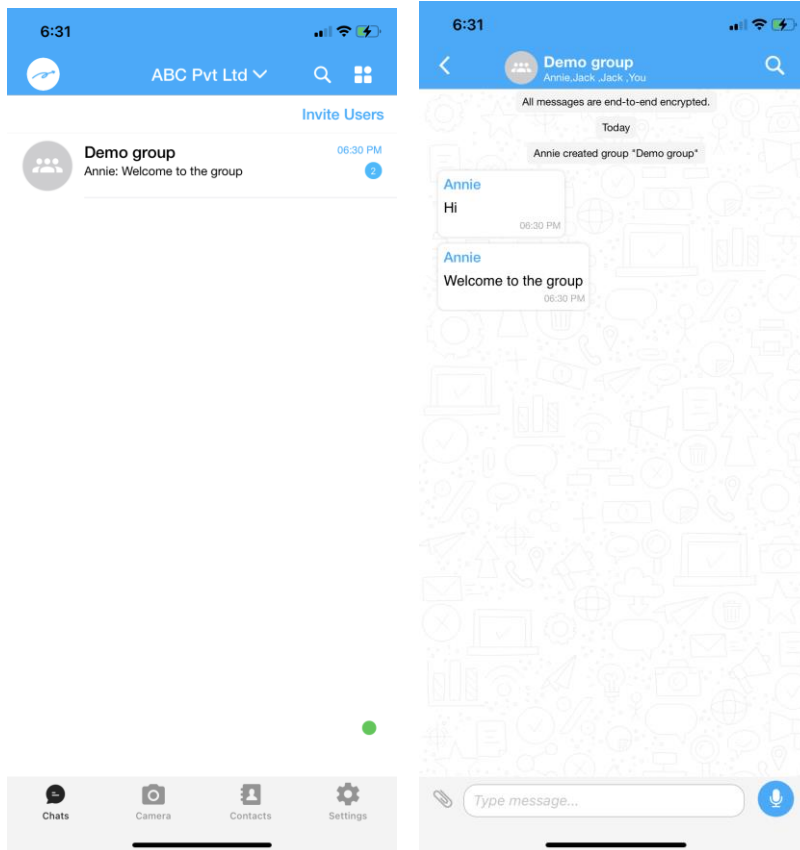 6:31
ABC Pvt Ltd
Invite Users
Demo group
06:30 PM
Annie: Welcome to the group
2
Chats
Camera
Contacts
Settings
6:31
Demo group
Annie,Jack ,Jack ,You
All messages are end-to-end encrypted.
Today
Annie created group "Demo group"
Annie
Hi
06:30 PM
Annie
Welcome to the group
06:30 PM
Type message...